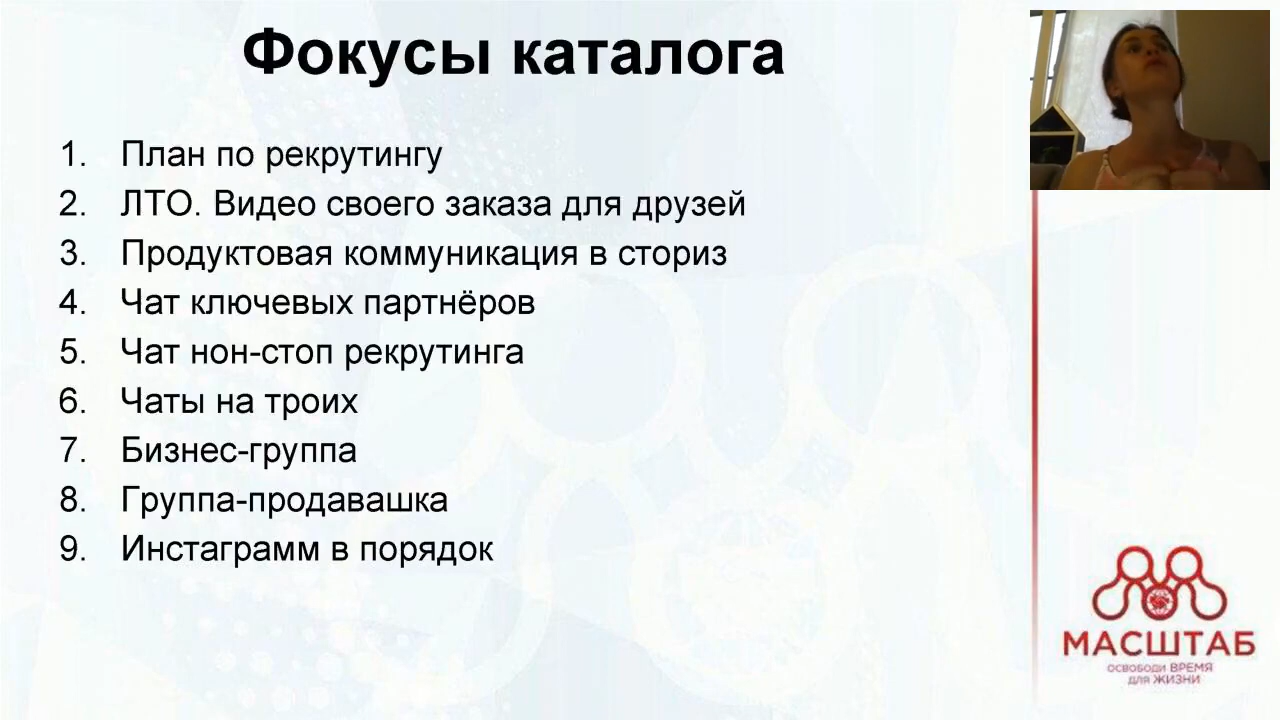 Фокусы каталога
1. План по рекрутингу
2. ЛТО. Видео своего заказа для друзей
3. Продуктовая коммуникация в сториз
4. Чат ключевых партнёров
5. Чат нон-стоп рекрутинга
6. Чаты на троих
7. Бизнес-группа
8. Группа-продавашка
9. Инстаграмм в порядок
МАСШТАБ
ОСВОБОДИ ВРЕМЯ
для ЖИЗНИ